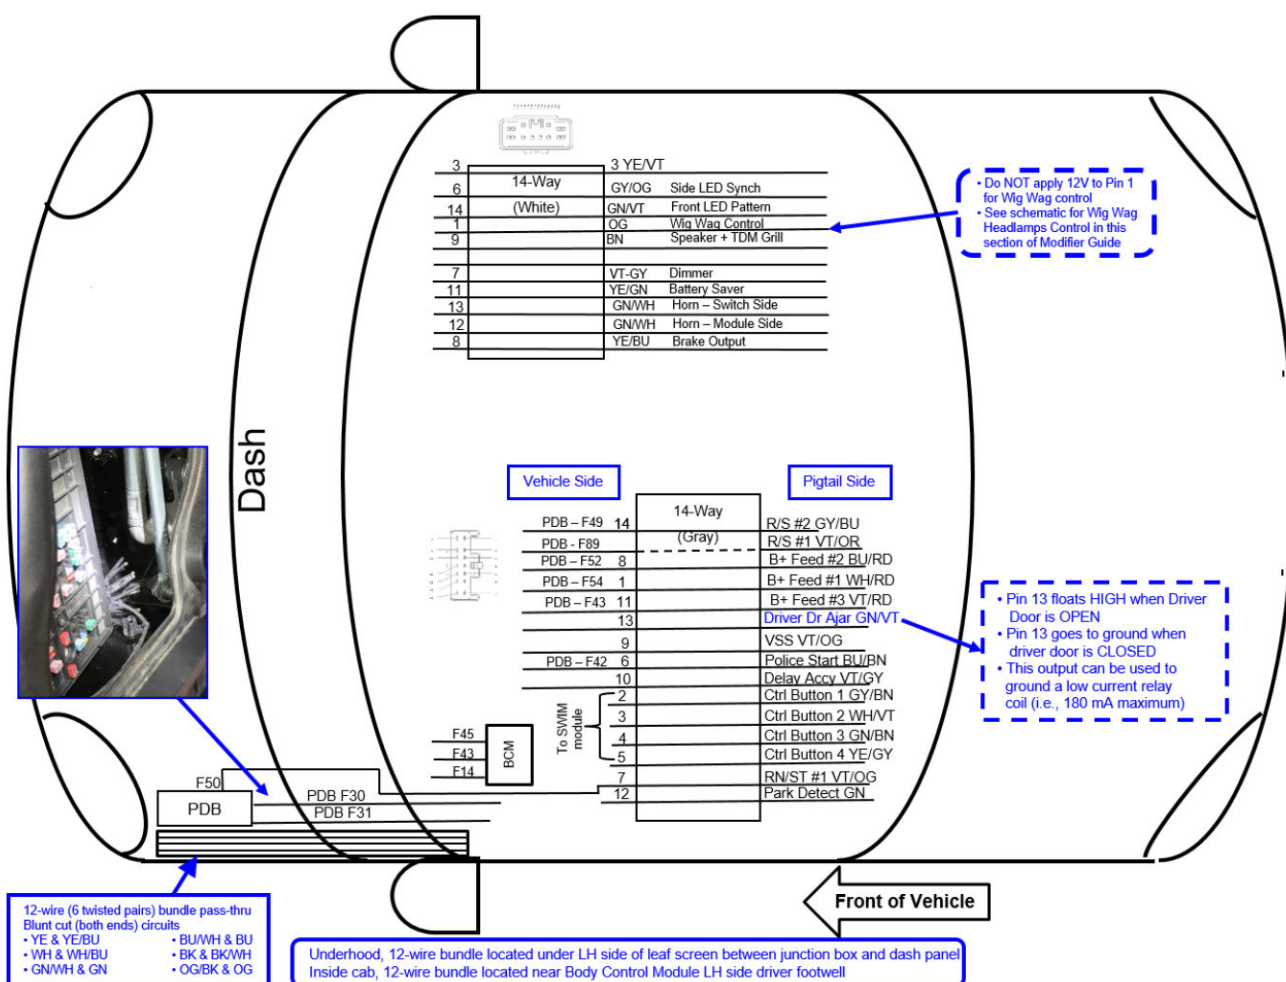 3 3 YE/VT
14-Way
(White)
6 GY/OG Side LED Synch
14 GN/VT Front LED Pattern
1 OG Wig Wag Control
9 BN Speaker + TDM Grill
7 VT-GY Dimmer
11 YE/GN Battery Saver
13 GN/WH Horn – Switch Side
12 GN/WH Horn – Module Side
8 YE/BU Brake Output
• Do NOT apply 12V to Pin 1
for Wig Wag control
• See schematic for Wig Wag
Headlamps Control in this
section of Modifier Guide
Dash
Vehicle Side
Pigtail Side
14-Way
(Gray)
PDB – F49 14 R/S #2 GY/BU
PDB - F89 R/S #1 VT/OR
PDB – F52 8 B+ Feed #2 BU/RD
PDB – F54 1 B+ Feed #1 WH/RD
PDB – F43 11 B+ Feed #3 VT/RD
13 Driver Dr Ajar GN/VT
9 VSS VT/OG
PDB – F42 6 Police Start BU/BN
10 Delay Accy VT/GY
2 Ctrl Button 1 GY/BN
3 Ctrl Button 2 WH/VT
4 Ctrl Button 3 GN/BN
5 Ctrl Button 4 YE/GY
7 RN/ST #1 VT/OG
12 Park Detect GN
To SWIM
module
• Pin 13 floats HIGH when Driver
Door is OPEN
• Pin 13 goes to ground when
driver door is CLOSED
• This output can be used to
ground a low current relay
coil (i.e., 180 mA maximum)
F45
F43
F14
BCM
F50
PDB
PDB F30
PDB F31
Front of Vehicle
12-wire (6 twisted pairs) bundle pass-thru
Blunt cut (both ends) circuits
• YE & YE/BU • BU/WH & BU
• WH & WH/BU • BK & BK/WH
• GN/WH & GN • OG/BK & OG
Underhood, 12-wire bundle located under LH side of leaf screen between junction box and dash panel
Inside cab, 12-wire bundle located near Body Control Module LH side driver footwell